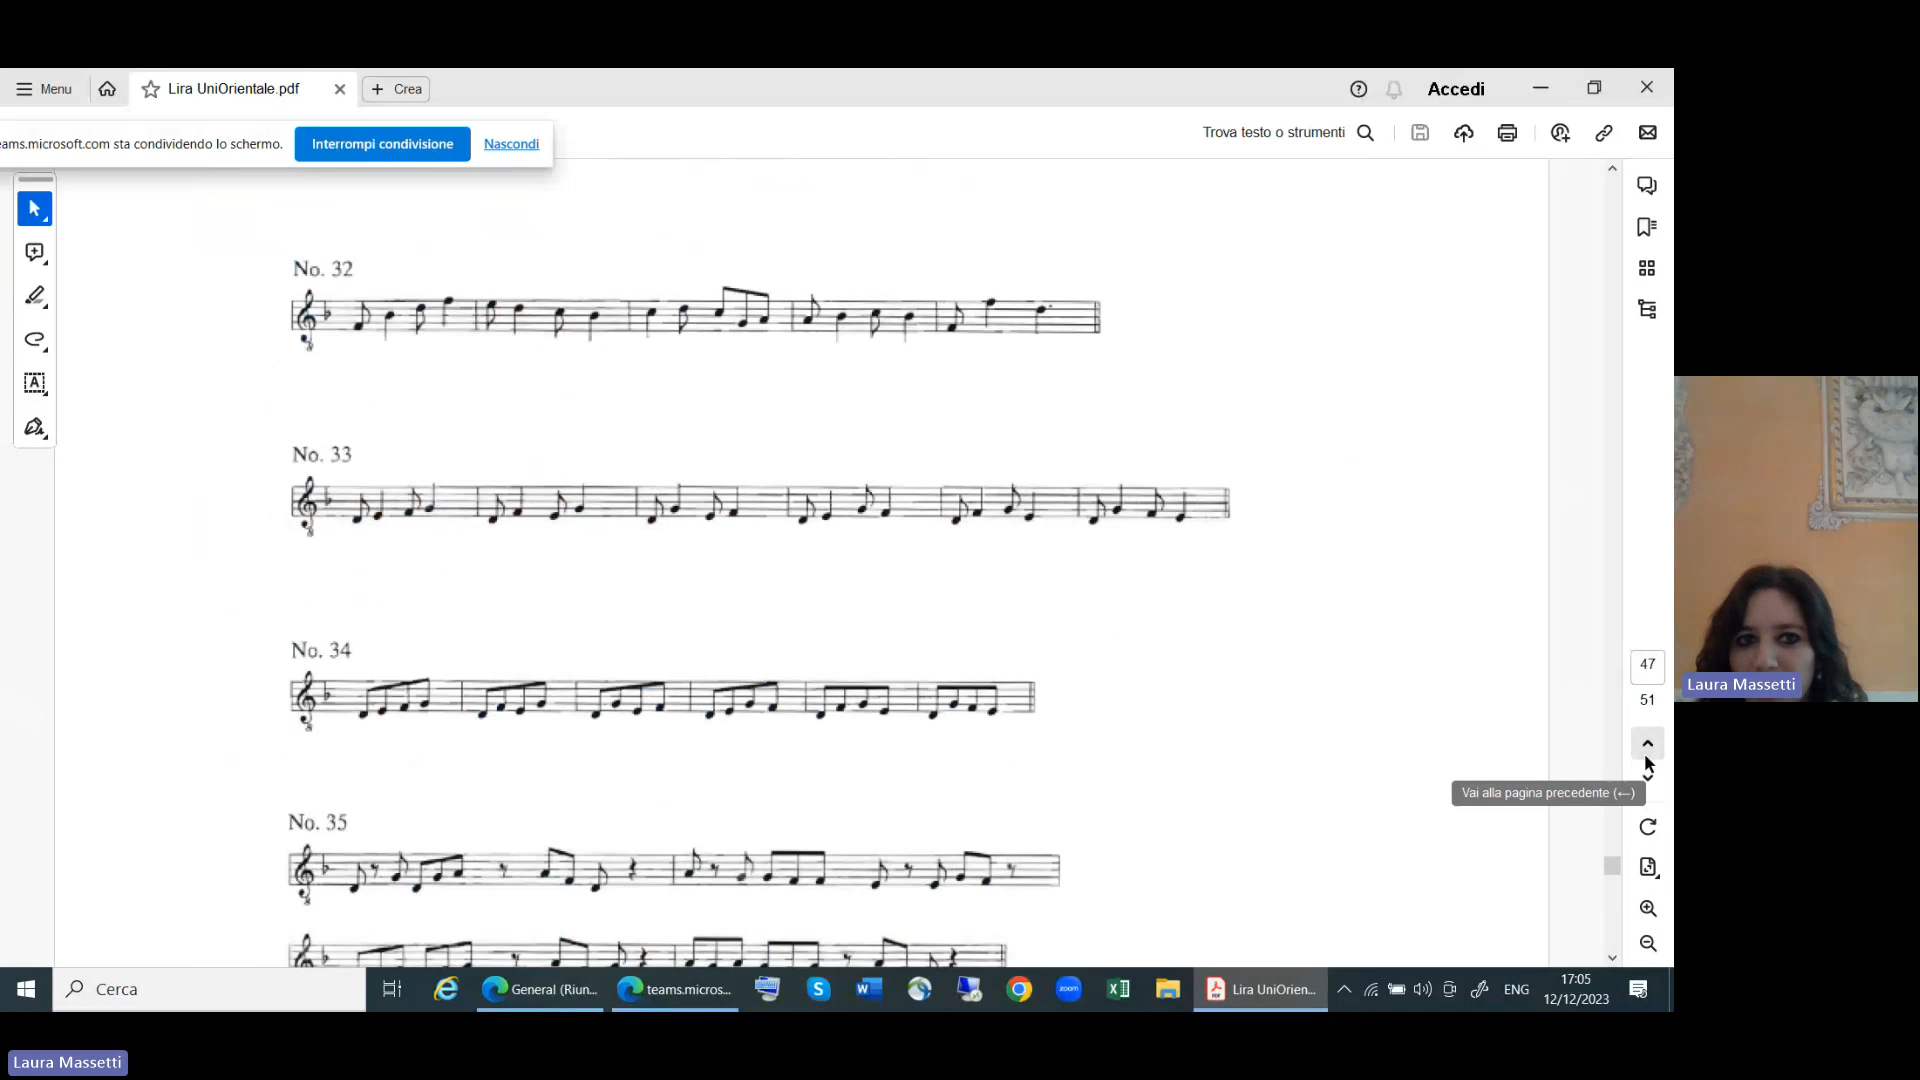 Menu
Lira UniOrientale.pdf
Crea
Accedi
eams.microsoft.com sta condividendo lo schermo.
Interrompi condivisione
Nascondi
Trova testo o strumenti
No. 32
No. 33
No. 34
No. 35
47
51
Vai alla pagina precedente (←)
Laura Massetti
Cerca
General (Riun...
teams.micros...
Lira UniOrien...
ENG
17:05
12/12/2023
Laura Massetti